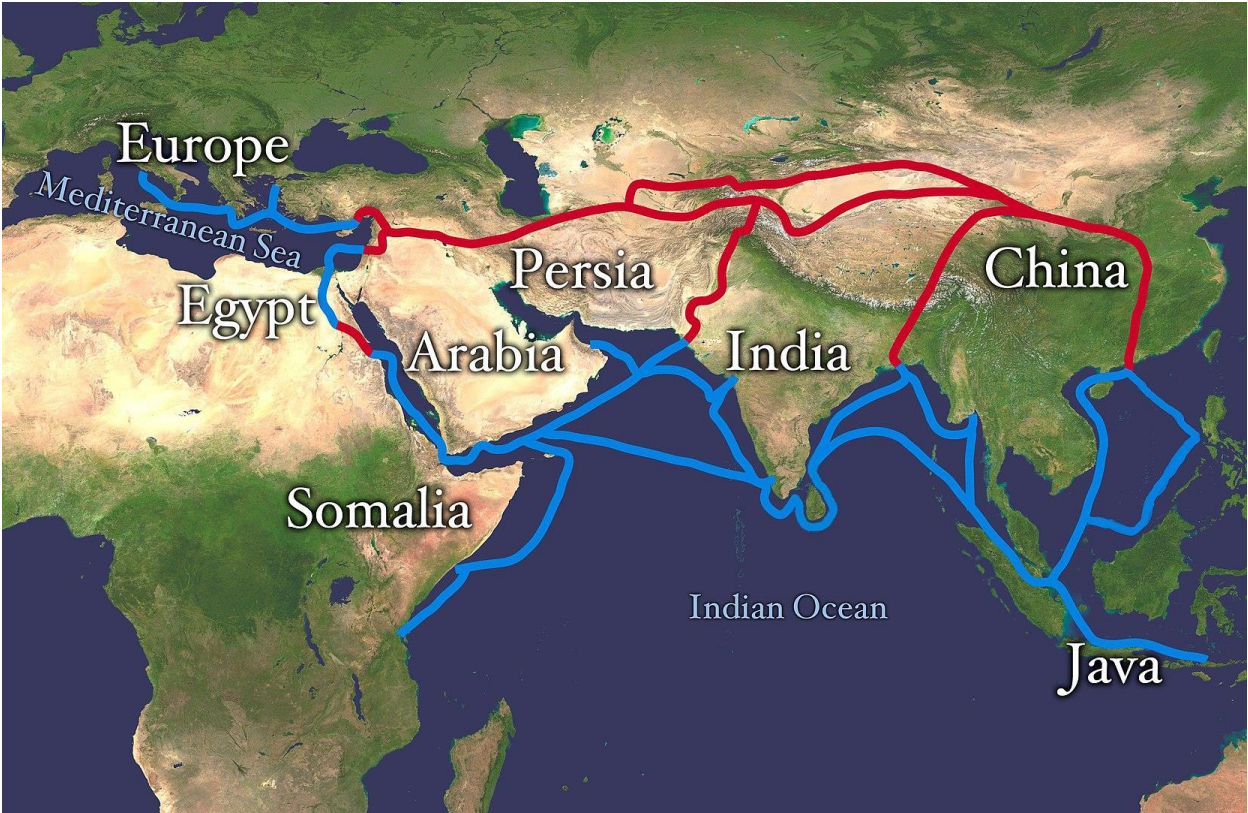 Europe
Mediterranean Sea
Egypt
Persia
China
Arabia
India
Somalia
Indian Ocean
Java